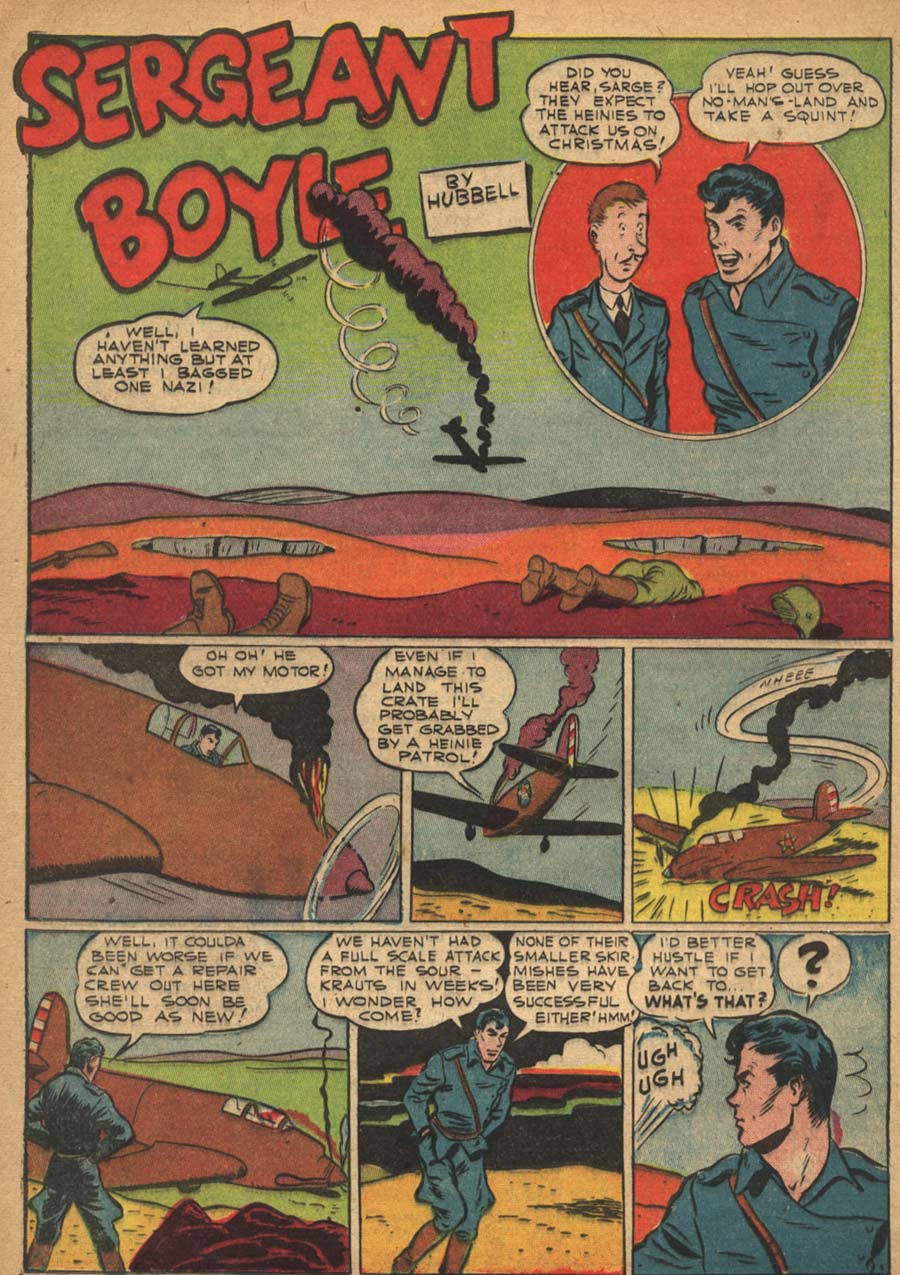 SERGEANT
BOYLE
BY
HUBBELL
DID YOU
HEAR, SARGE?
THEY EXPECT
THE HEINIES TO
ATTACK US ON
CHRISTMAS!
YEAH! GUESS
I'LL HOP OUT OVER
NO-MAN'S-LAND AND
TAKE A SQUINT!
WELL, I
HAVEN'T LEARNED
ANYTHING BUT AT
LEAST I BAGGED
ONE NAZI!
OH OH! HE
GOT MY MOTOR!
EVEN IF I
MANAGE TO
LAND THIS
CRATE I'LL
PROBABLY
GET GRABBED
BY A HEINIE
PATROL!
WHEEE
CRASH!
WELL, IT COULDA
BEEN WORSE IF WE
CAN GET A REPAIR
CREW OUT HERE
SHE'LL SOON BE
GOOD AS NEW!
WE HAVEN'T HAD
A FULL SCALE ATTACK
FROM THE SOUR-
KRAUTS IN WEEKS!
I WONDER HOW
COME?
NONE OF THEIR
SMALLER SKIR-
MISHES HAVE
BEEN VERY
SUCCESSFUL
EITHER! HMM!
I'D BETTER
HUSTLE IF I
WANT TO GET
BACK TO...
WHAT'S THAT?
?
UGH
UGH